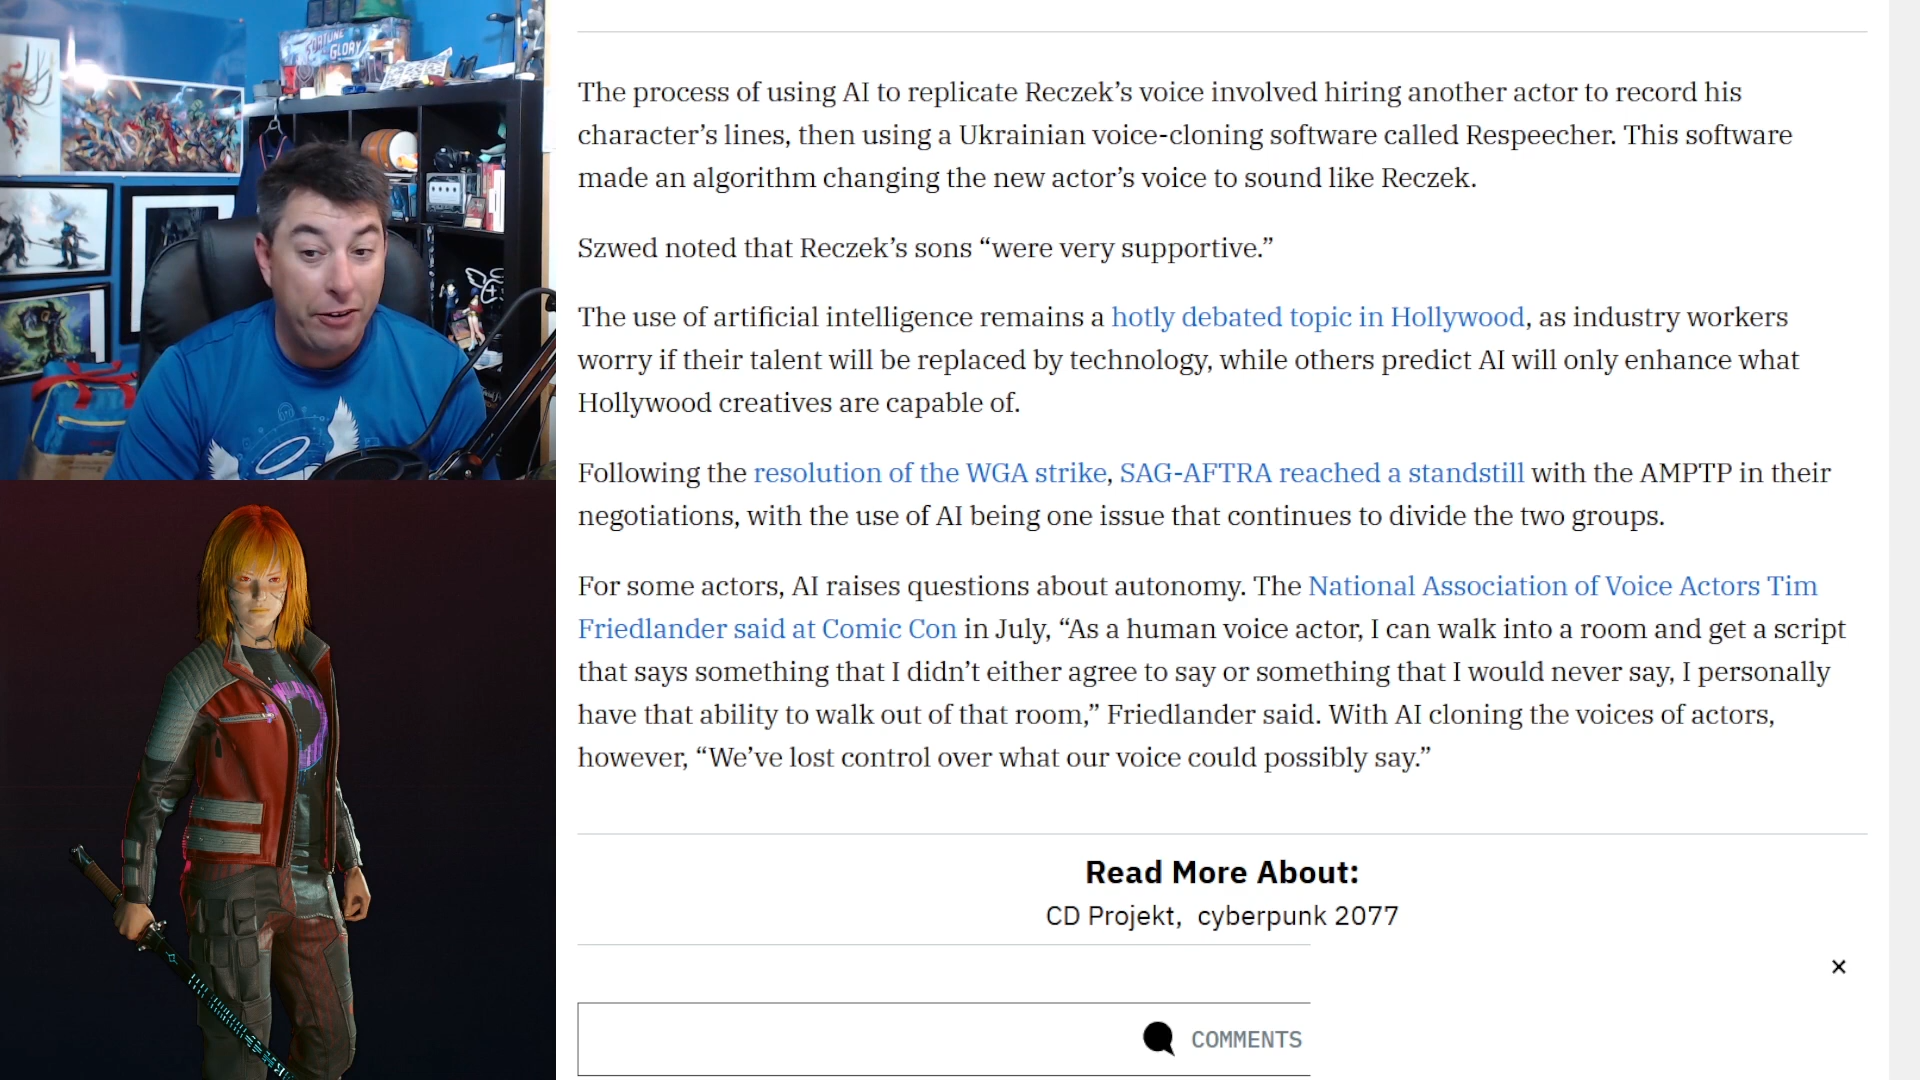 FORTUNE
GLORY
The process of using AI to replicate Reczek’s voice involved hiring another actor to record his
character’s lines, then using a Ukrainian voice-cloning software called Respeecher. This software
made an algorithm changing the new actor’s voice to sound like Reczek.
Szwed noted that Reczek’s sons “were very supportive.”
The use of artificial intelligence remains a hotly debated topic in Hollywood, as industry workers
worry if their talent will be replaced by technology, while others predict AI will only enhance what
Hollywood creatives are capable of.
Following the resolution of the WGA strike, SAG-AFTRA reached a standstill with the AMPTP in their
negotiations, with the use of AI being one issue that continues to divide the two groups.
For some actors, AI raises questions about autonomy. The National Association of Voice Actors Tim
Friedlander said at Comic Con in July, “As a human voice actor, I can walk into a room and get a script
that says something that I didn’t either agree to say or something that I would never say, I personally
have that ability to walk out of that room,” Friedlander said. With AI cloning the voices of actors,
however, “We’ve lost control over what our voice could possibly say.”
Read More About:
CD Projekt, cyberpunk 2077
COMMENTS